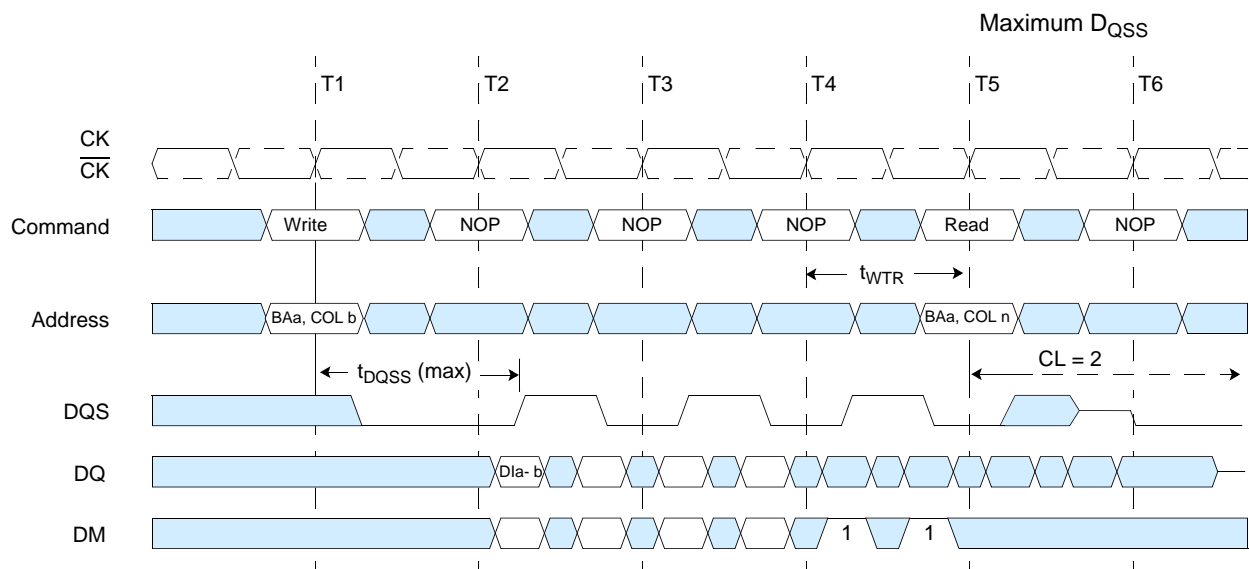 Maximum DQSS
T1 T2 T3 T4 T5 T6
CK
CK
Command Write NOP NOP NOP Read NOP
tWTR
Address BAa, COL b BAa, COL n
tDQSS (max) CL = 2
DQS
DQ DIa- b
DM 1 1